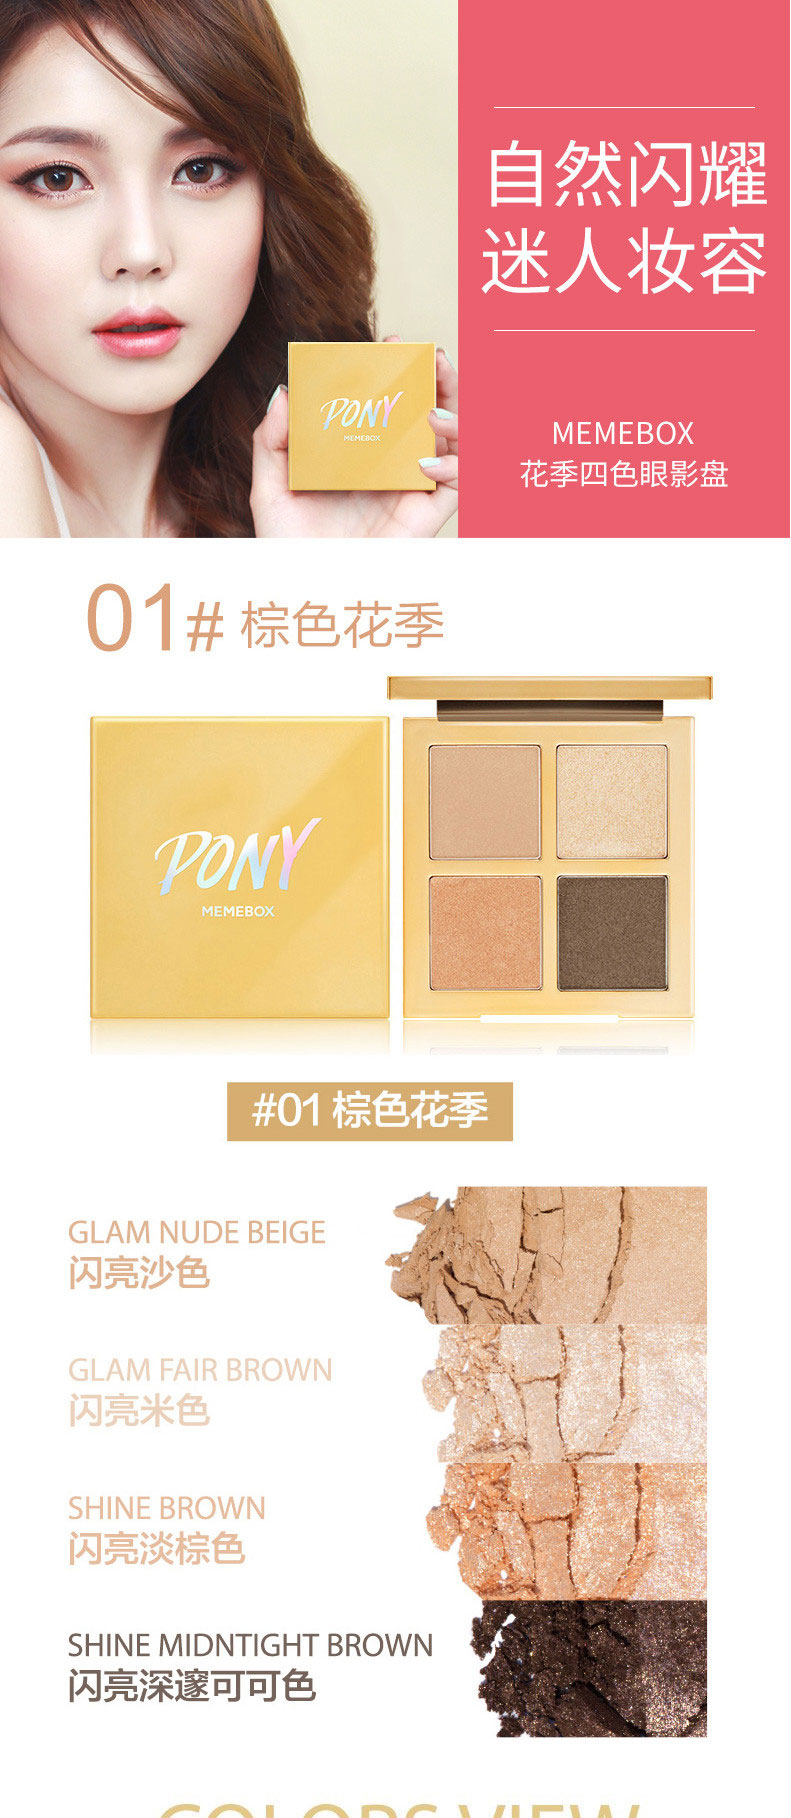 自然闪耀
迷人妆容
MEMEBOX
花季四色眼影盘
PONY
MEMEBOX
01# 棕色花季
PONY
MEMEBOX
#01 棕色花季
GLAM NUDE BEIGE
闪亮沙色
GLAM FAIR BROWN
闪亮米色
SHINE BROWN
闪亮淡棕色
SHINE MIDNTIGHT BROWN
闪亮深邃可可色
COLORS VIEW